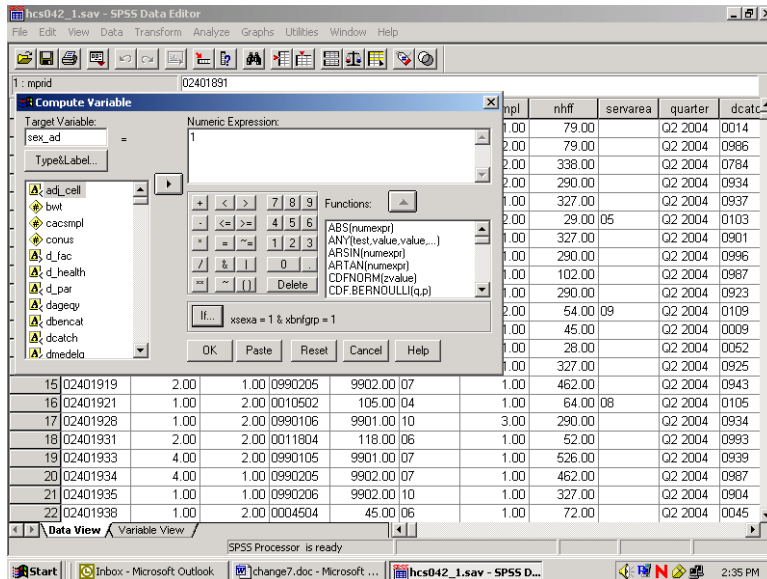 hcs042_1.sav - SPSS Data Editor
File Edit View Data Transform Analyze Graphs Utilities Window Help
1 : mprid 02401891
Compute Variable
Target Variable:
sex_ad
=
Type&Label...
Numeric Expression:
1
adj_cell
bwt
cacsmpl
conus
d_fac
d_health
d_par
dageqy
dbencat
dcatch
dmedelg
+ < > 7 8 9
- <= >= 4 5 6
* = ~= 1 2 3
/ & | 0 .
** ~ () Delete
Functions:
ABS(numexpr)
ANY(test,value,value,...)
ARSIN(numexpr)
ARTAN(numexpr)
CDFNORM(zvalue)
CDF.BERNOULLI(q,p)
If... xsexa = 1 & xbnfgrp = 1
OK Paste Reset Cancel Help
mpl nhff servarea quarter dcatc
1.00 79.00 Q2 2004 0014
2.00 79.00 Q2 2004 0986
2.00 338.00 Q2 2004 0784
2.00 290.00 Q2 2004 0934
1.00 327.00 Q2 2004 0937
2.00 29.00 05 Q2 2004 0103
1.00 327.00 Q2 2004 0901
1.00 290.00 Q2 2004 0996
1.00 102.00 Q2 2004 0987
1.00 290.00 Q2 2004 0923
2.00 54.00 09 Q2 2004 0109
1.00 45.00 Q2 2004 0009
1.00 28.00 Q2 2004 0052
1.00 327.00 Q2 2004 0925
15 02401919 2.00 1.00 0990205 9902.00 07 1.00 462.00 Q2 2004 0943
16 02401921 1.00 2.00 0010502 105.00 04 1.00 64.00 08 Q2 2004 0105
17 02401928 1.00 2.00 0990106 9901.00 10 3.00 290.00 Q2 2004 0934
18 02401931 2.00 2.00 0011804 118.00 06 1.00 52.00 Q2 2004 0993
19 02401933 4.00 2.00 0990105 9901.00 07 1.00 526.00 Q2 2004 0939
20 02401934 4.00 1.00 0990205 9902.00 07 1.00 462.00 Q2 2004 0987
21 02401935 1.00 1.00 0990206 9902.00 10 1.00 327.00 Q2 2004 0904
22 02401938 1.00 2.00 0004504 45.00 06 1.00 72.00 Q2 2004 0045
Data View Variable View
SPSS Processor is ready
Start Inbox - Microsoft Outlook change7.doc - Microsoft ... hcs042_1.sav - SPSS D... 2:35 PM